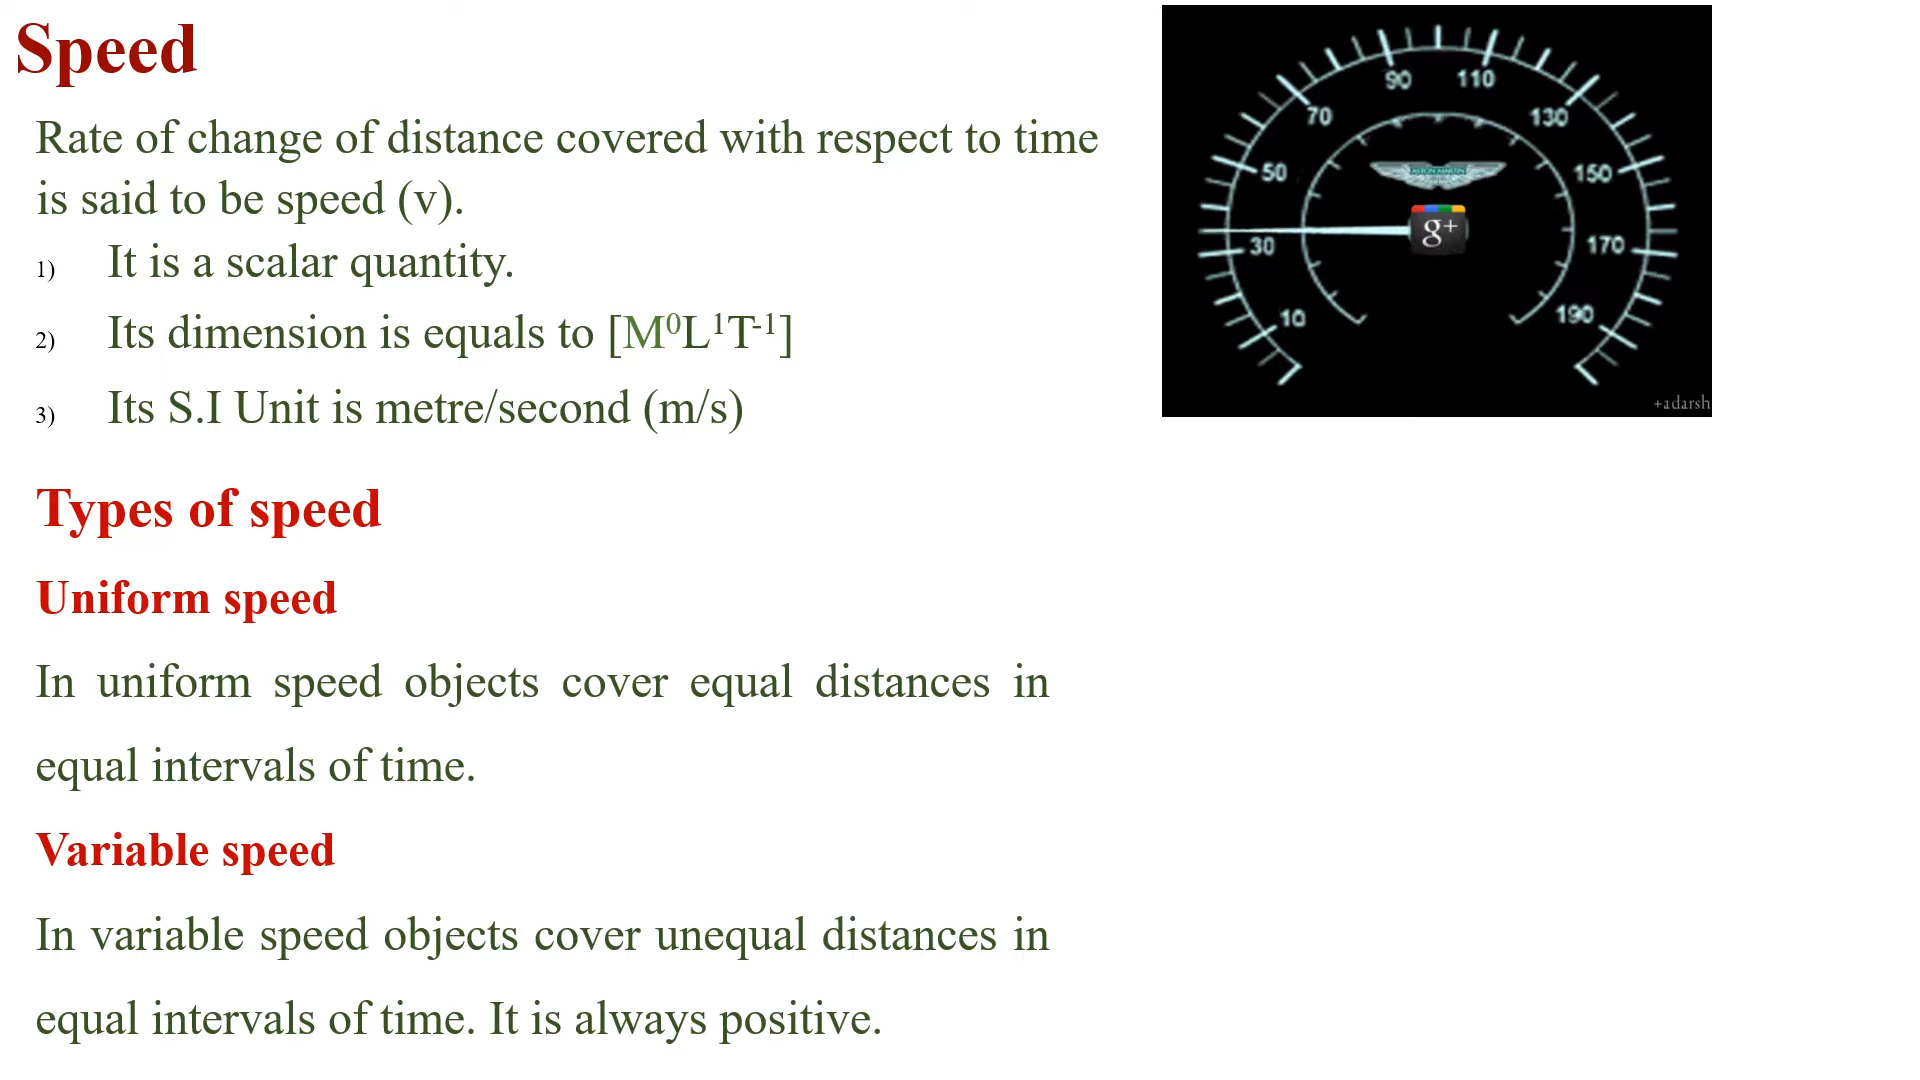 Speed
Rate of change of distance covered with respect to time
is said to be speed (v).
1) It is a scalar quantity.
2) Its dimension is equals to [M⁰L¹T⁻¹]
3) Its S.I Unit is metre/second (m/s)
Types of speed
Uniform speed
In uniform speed objects cover equal distances in
equal intervals of time.
Variable speed
In variable speed objects cover unequal distances in
equal intervals of time. It is always positive.
90 110
70 130
50 150
ASTON MARTIN
g+
30 170
10 190
+adarsh